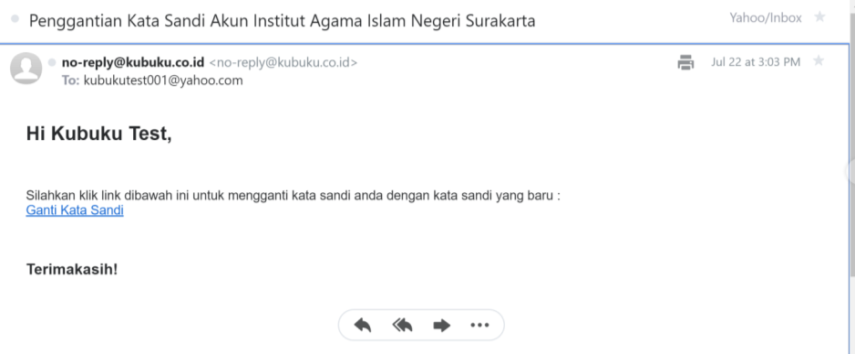 Penggantian Kata Sandi Akun Institut Agama Islam Negeri Surakarta
Yahoo/Inbox
no-reply@kubuku.co.id <no-reply@kubuku.co.id>
Jul 22 at 3:03 PM
To: kubukutest001@yahoo.com
Hi Kubuku Test,
Silahkan klik link dibawah ini untuk mengganti kata sandi anda dengan kata sandi yang baru :
Ganti Kata Sandi
Terimakasih!